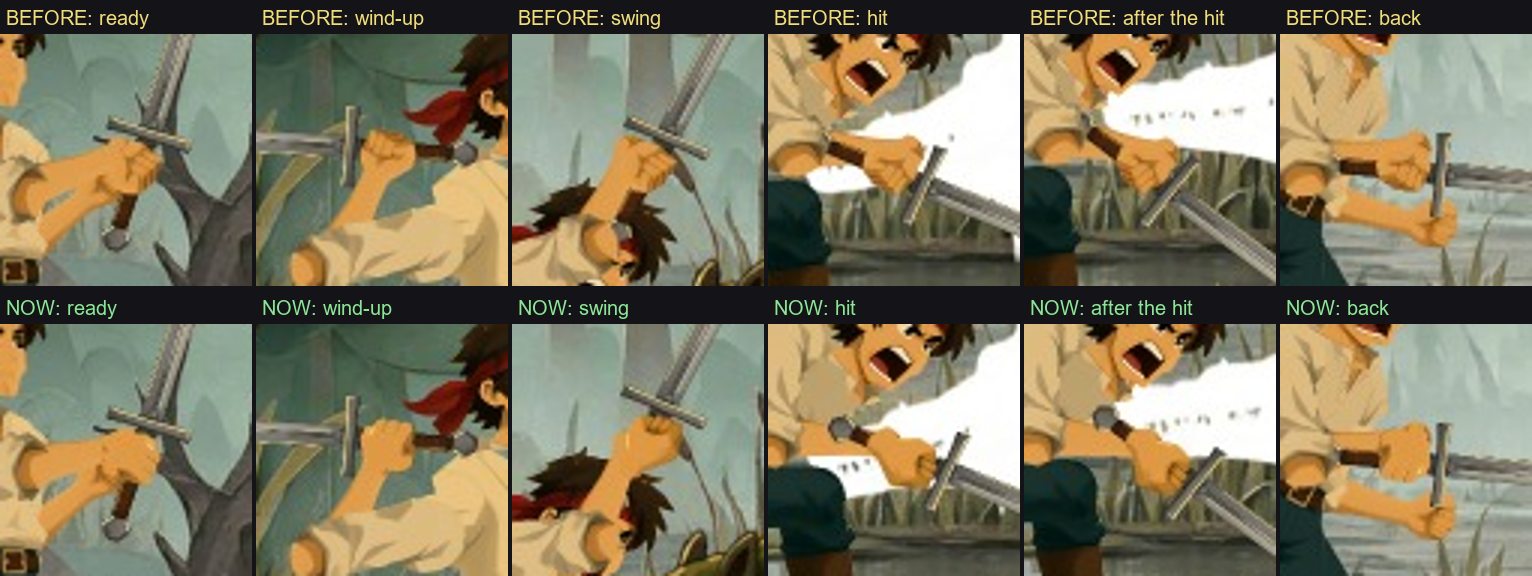 BEFORE: ready
BEFORE: wind-up
BEFORE: swing
BEFORE: hit
BEFORE: after the hit
BEFORE: back
NOW: ready
NOW: wind-up
NOW: swing
NOW: hit
NOW: after the hit
NOW: back